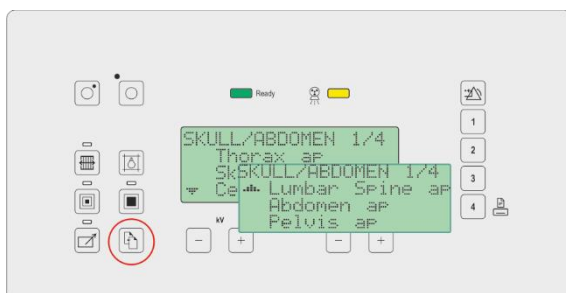 Ready
1
2
3
4
SKULL/ABDOMEN 1/4
Thorax ap
Sk
Ce
SKULL/ABDOMEN 1/4
Lumbar Spine ap
Abdomen ap
Pelvis ap
kV
- +
- +